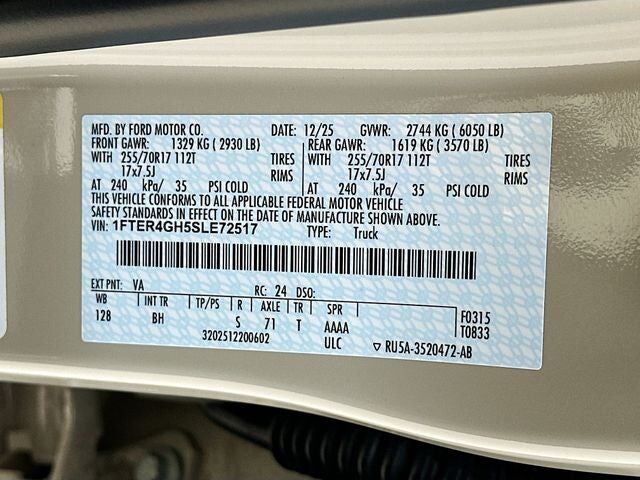 MFD. BY FORD MOTOR CO. DATE: 12/25 GVWR: 2744 KG ( 6050 LB)
FRONT GAWR: 1329 KG ( 2930 LB) REAR GAWR: 1619 KG ( 3570 LB)
WITH 255/70R17 112T TIRES WITH 255/70R17 112T TIRES
17x7.5J RIMS 17x7.5J RIMS
AT 240 kPa/ 35 PSI COLD AT 240 kPa/ 35 PSI COLD
THIS VEHICLE CONFORMS TO ALL APPLICABLE FEDERAL MOTOR VEHICLE
SAFETY STANDARDS IN EFFECT ON THE DATE OF MANUFACTURE SHOWN ABOVE.
VIN: 1FTER4GH5SLE72517 TYPE: Truck
EXT PNT: VA RC: 24 DSO:
WB INT TR TP/PS R AXLE TR SPR F0315
128 BH S 71 T AAAA T0833
3202512200602 ULC ▽ RU5A-3520472-AB